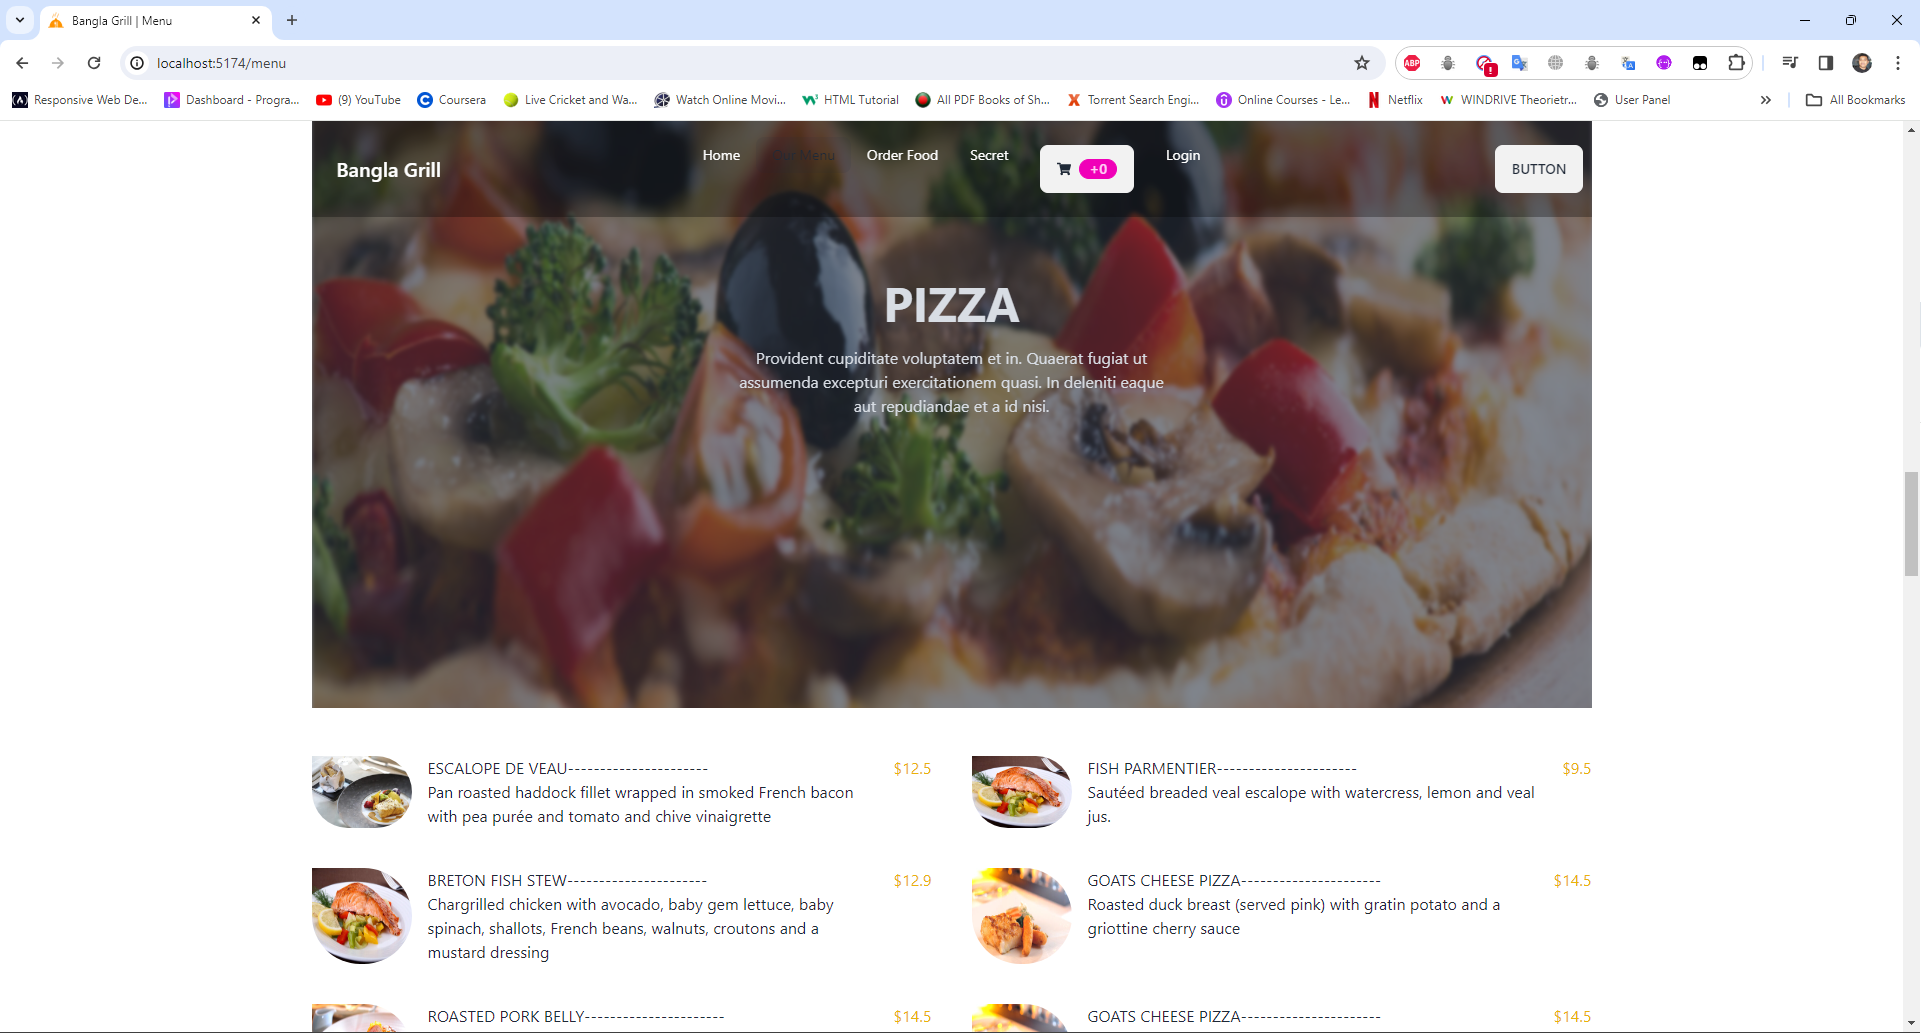 Bangla Grill | Menu
localhost:5174/menu
ABP
Responsive Web De...
Dashboard - Progra...
(9) YouTube
Coursera
Live Cricket and Wa...
Watch Online Movi...
HTML Tutorial
All PDF Books of Sh...
Torrent Search Engi...
Online Courses - Le...
Netflix
WINDRIVE Theorietr...
User Panel
All Bookmarks
Bangla Grill
Home
Menu
Order Food
Secret
+0
Login
BUTTON
PIZZA
Provident cupiditate voluptatem et in. Quaerat fugiat ut
assumenda excepturi exercitationem quasi. In deleniti eaque
aut repudiandae et a id nisi.
ESCALOPE DE VEAU----------------------
$12.5
Pan roasted haddock fillet wrapped in smoked French bacon
with pea purée and tomato and chive vinaigrette
FISH PARMENTIER----------------------
$9.5
Sautéed breaded veal escalope with watercress, lemon and veal
jus.
BRETON FISH STEW----------------------
$12.9
Chargrilled chicken with avocado, baby gem lettuce, baby
spinach, shallots, French beans, walnuts, croutons and a
mustard dressing
GOATS CHEESE PIZZA----------------------
$14.5
Roasted duck breast (served pink) with gratin potato and a
griottine cherry sauce
ROASTED PORK BELLY----------------------
$14.5
GOATS CHEESE PIZZA----------------------
$14.5